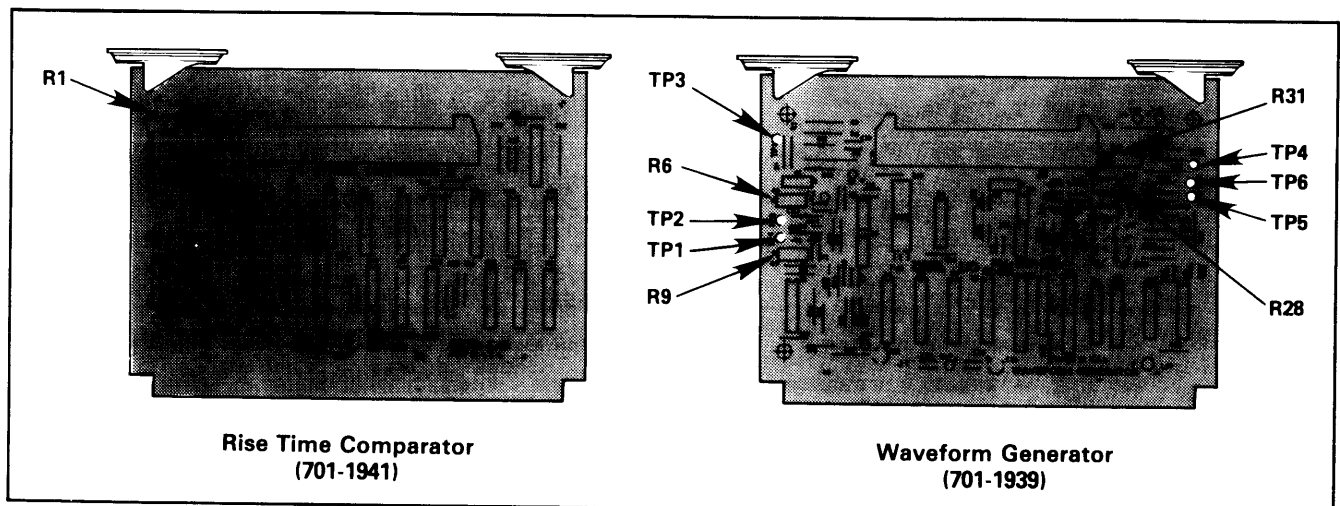 R1
Rise Time Comparator
(701-1941)
TP3
R6
TP2
TP1
R9
R31
TP4
TP6
TP5
R28
Waveform Generator
(701-1939)